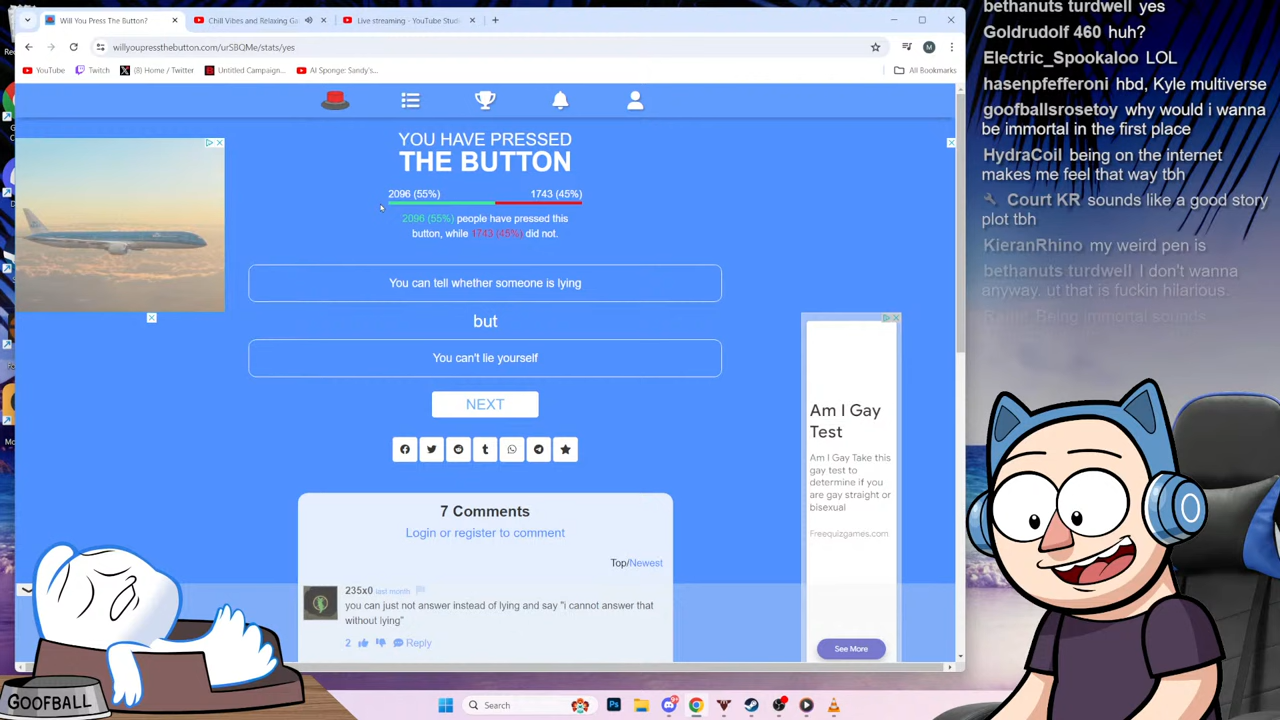 Will You Press The Button?
Chill Vibes and Relaxing Ga
Live streaming - YouTube Studi
willyoupressthebutton.com/urSBQMe/stats/yes
YouTube
Twitch
(8) Home / Twitter
Untitled Campaign...
AI Sponge: Sandy's...
All Bookmarks
M
YOU HAVE PRESSED
THE BUTTON
2096 (55%)
1743 (45%)
2096 (55%) people have pressed this
button, while 1743 (45%) did not.
You can tell whether someone is lying
but
You can't lie yourself
NEXT
7 Comments
Login or register to comment
Top/Newest
235x0 last month
you can just not answer instead of lying and say "i cannot answer that
without lying"
2
Reply
Am I Gay
Test
Am I Gay Take this
gay test to
determine if you
are gay straight or
bisexual
Freequizgames.com
See More
bethanuts turdwell yes
Goldrudolf 460 huh?
Electric_Spookaloo LOL
hasenpfefferoni hbd, Kyle multiverse
goofballsrosetoy why would i wanna
be immortal in the first place
HydraCoil being on the internet
makes me feel that way tbh
Court KR sounds like a good story
plot tbh
KieranRhino my weird pen is
bethanuts turdwell I don't wanna
anyway. ut that is fuckin hilarious.
Being immortal sounds
GOOFBALL
Search